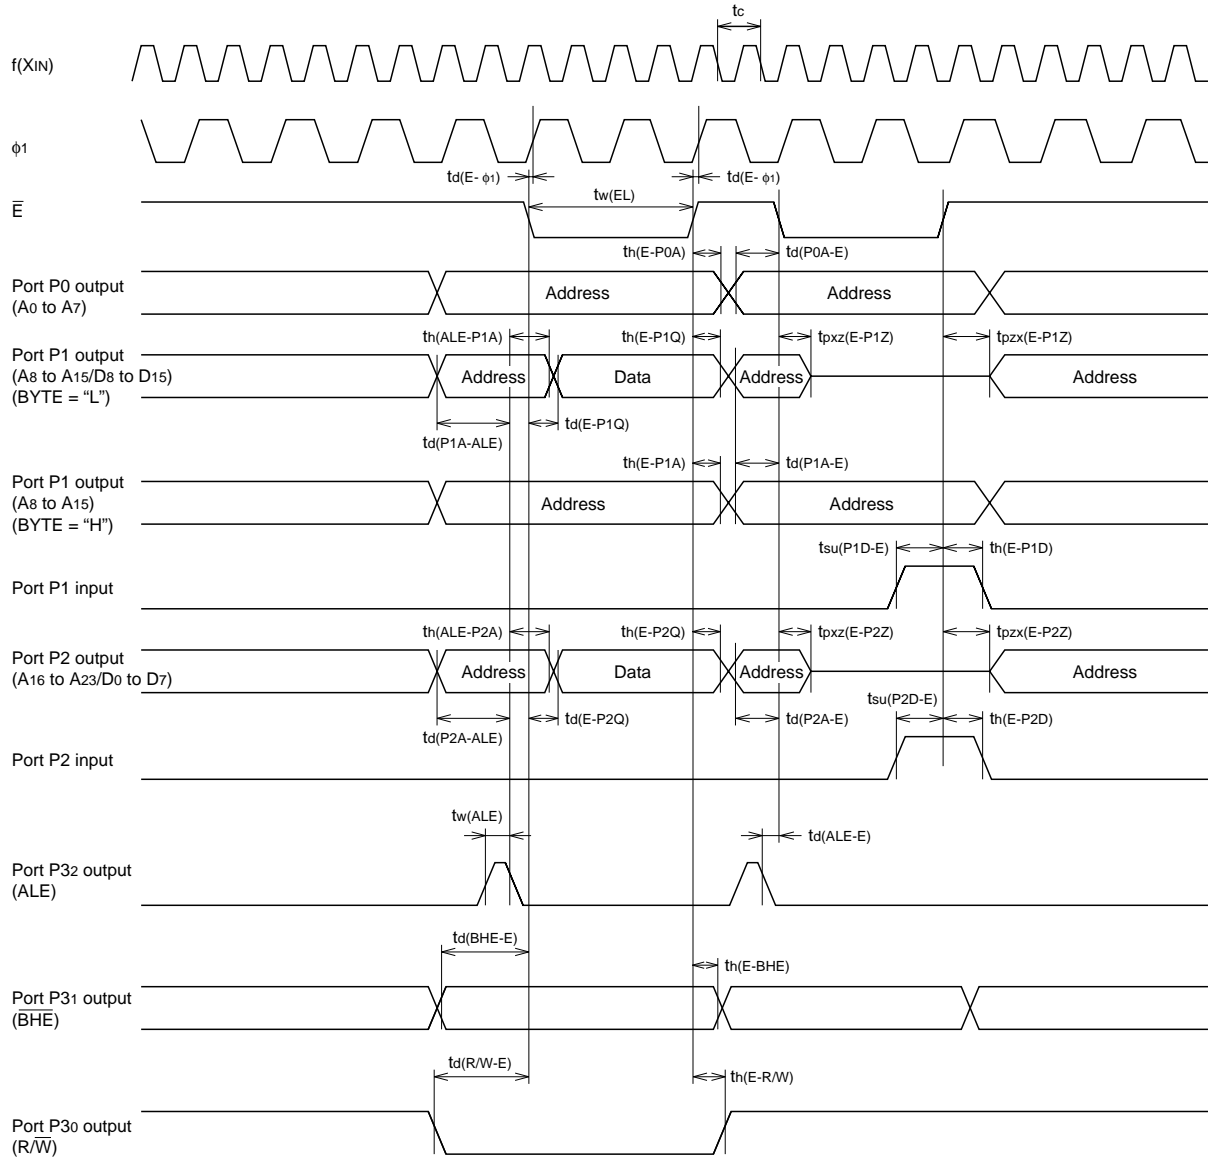 tc
f(XIN)
ϕ1
td(E- ϕ1) td(E- ϕ1)
tw(EL)
E̅
th(E-P0A) td(P0A-E)
Port P0 output
(A0 to A7)
Address Address
th(ALE-P1A) th(E-P1Q) tpxz(E-P1Z) tpzx(E-P1Z)
Port P1 output
(A8 to A15/D8 to D15)
(BYTE = “L”)
Address Data Address Address
td(P1A-ALE) td(E-P1Q)
th(E-P1A) td(P1A-E)
Port P1 output
(A8 to A15)
(BYTE = “H”)
Address Address
tsu(P1D-E) th(E-P1D)
Port P1 input
th(ALE-P2A) th(E-P2Q) tpxz(E-P2Z) tpzx(E-P2Z)
Port P2 output
(A16 to A23/D0 to D7)
Address Data Address Address
tsu(P2D-E)
td(P2A-ALE) td(E-P2Q) td(P2A-E) th(E-P2D)
Port P2 input
tw(ALE)
td(ALE-E)
Port P32 output
(ALE)
td(BHE-E)
th(E-BHE)
Port P31 output
(B̅H̅E̅)
td(R/W-E)
th(E-R/W)
Port P30 output
(R/W̅)